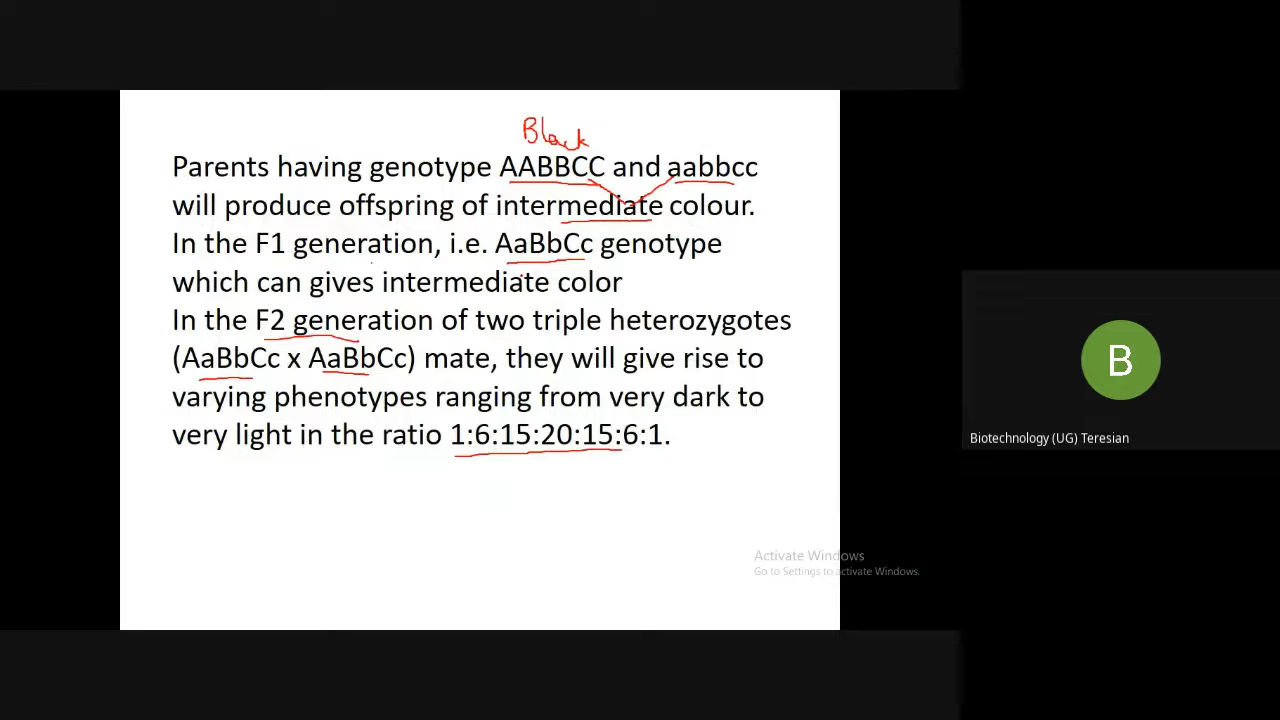 Black
Parents having genotype AABBCC and aabbcc
will produce offspring of intermediate colour.
In the F1 generation, i.e. AaBbCc genotype
which can gives intermediate color
In the F2 generation of two triple heterozygotes
(AaBbCc x AaBbCc) mate, they will give rise to
varying phenotypes ranging from very dark to
very light in the ratio 1:6:15:20:15:6:1.
B
Biotechnology (UG) Teresian
Activate Windows
Go to Settings to activate Windows.